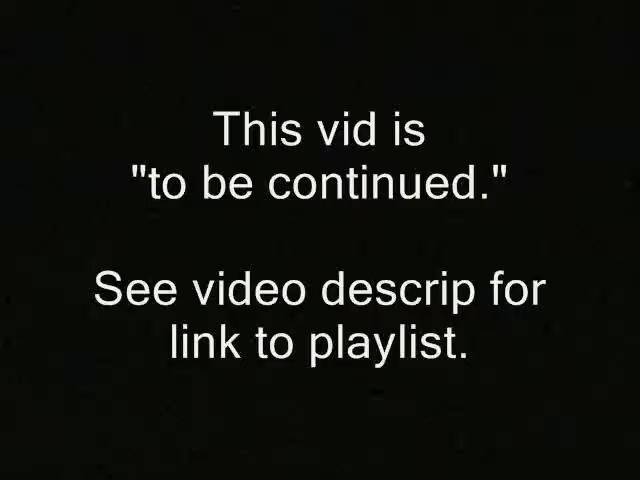 This vid is
"to be continued."
See video descrip for
link to playlist.